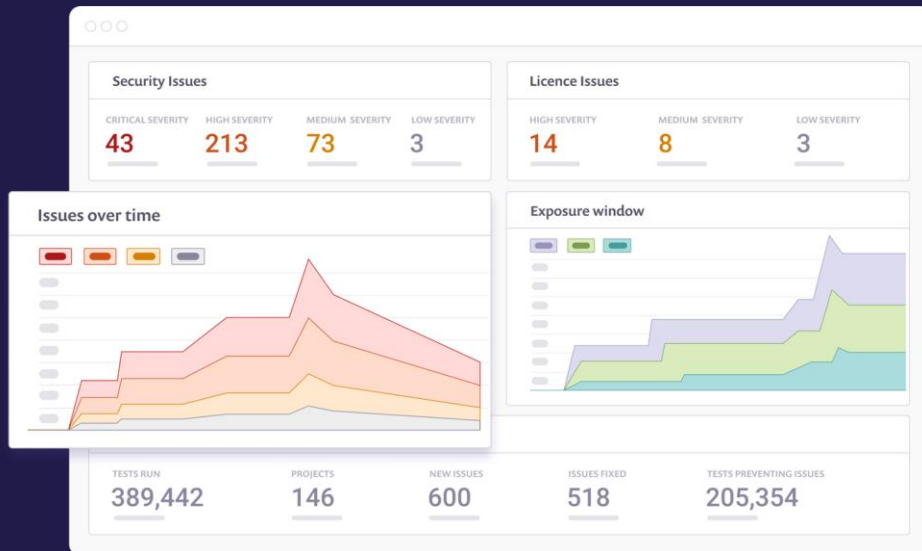 Security Issues
CRITICAL SEVERITY HIGH SEVERITY MEDIUM SEVERITY LOW SEVERITY
43 213 73 3
Licence Issues
HIGH SEVERITY MEDIUM SEVERITY LOW SEVERITY
14 8 3
Issues over time
Exposure window
TESTS RUN PROJECTS NEW ISSUES ISSUES FIXED TESTS PREVENTING ISSUES
389,442 146 600 518 205,354